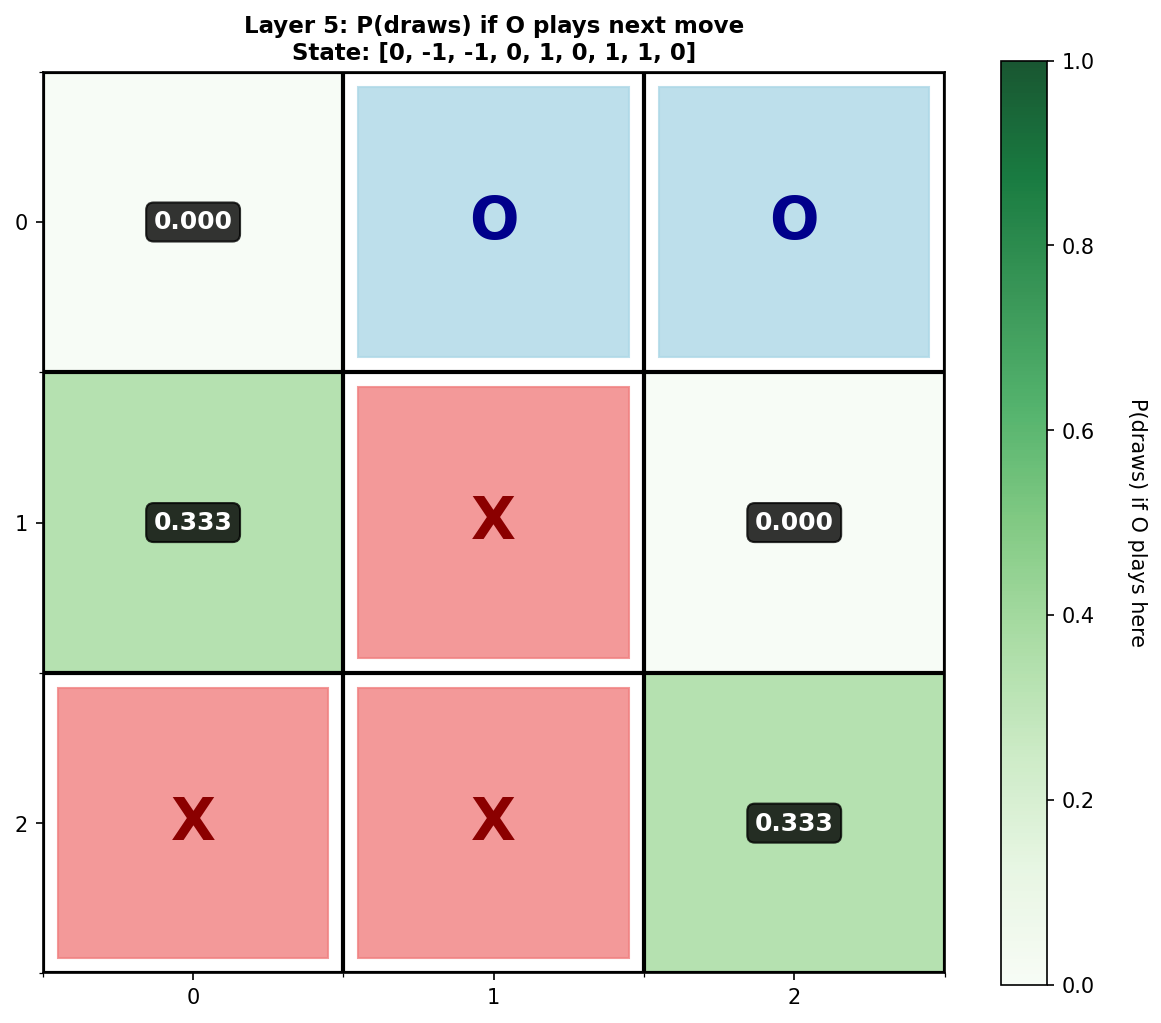 Layer 5: P(draws) if O plays next move
State: [0, -1, -1, 0, 1, 0, 1, 1, 0]
0
0.000
O
O
1
0.333
X
0.000
2
X
X
0.333
0
1
2
1.0
0.8
0.6
0.4
0.2
0.0
P(draws) if O plays here